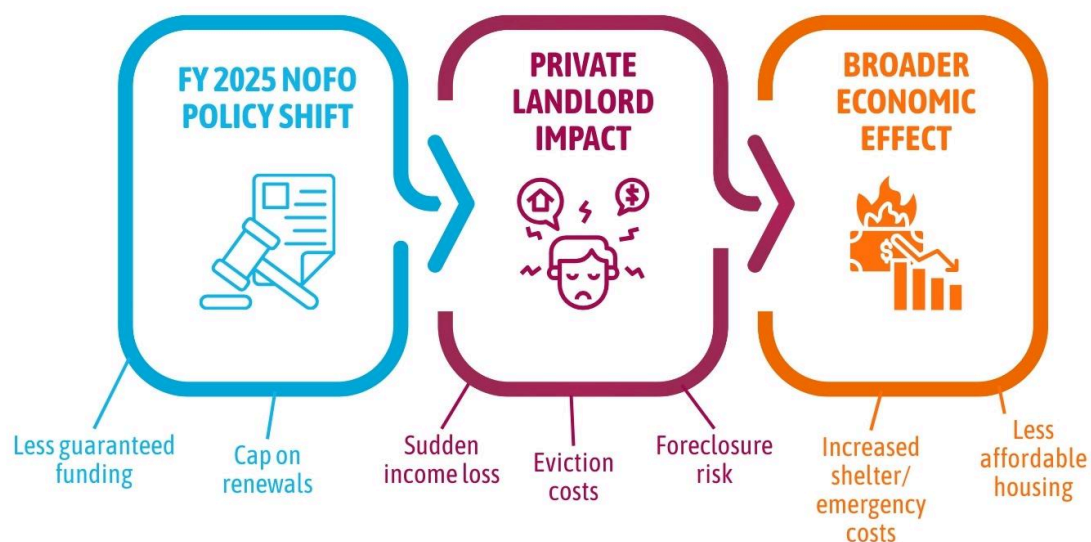 FY 2025 NOFO
POLICY SHIFT
PRIVATE
LANDLORD
IMPACT
BROADER
ECONOMIC
EFFECT
$
$
Less guaranteed
funding
Cap on
renewals
Sudden
income loss
Eviction
costs
Foreclosure
risk
Increased
shelter/
emergency
costs
Less
affordable
housing